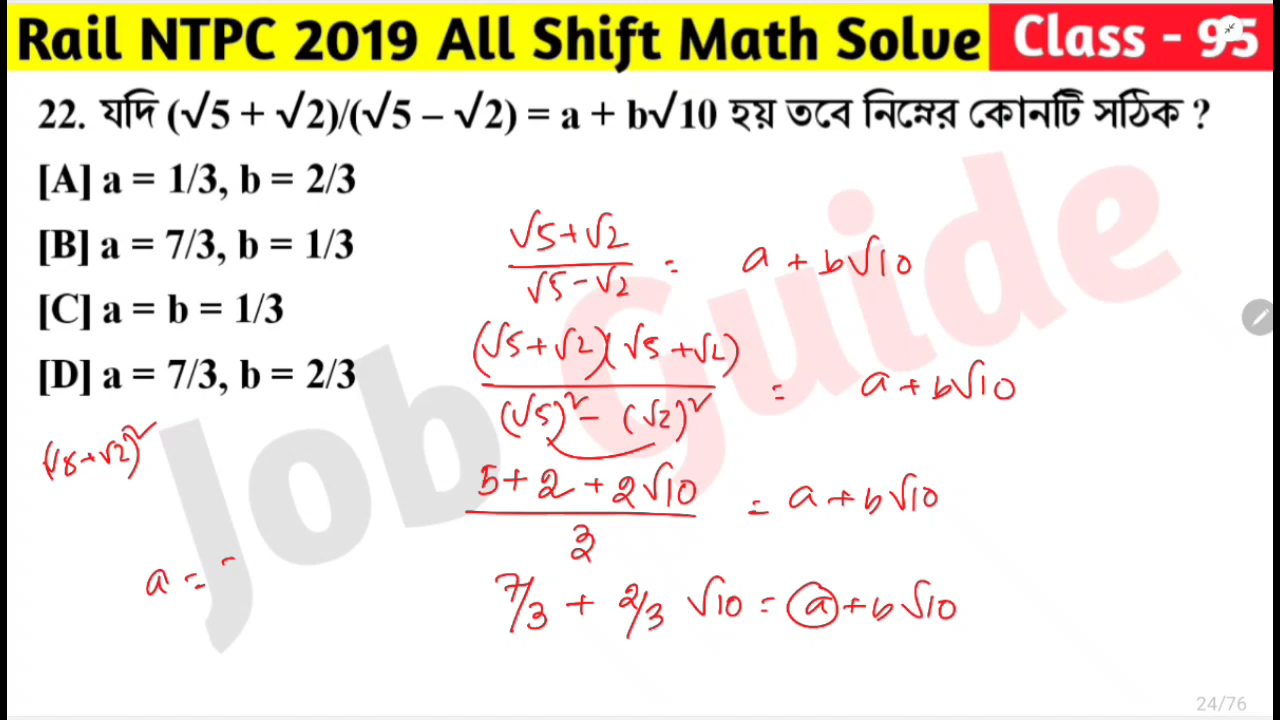 Rail NTPC 2019 All Shift Math Solve Class - 95
22. যদি (√5 + √2)/(√5 – √2) = a + b√10 হয় তবে নিম্নের কোনটি সঠিক ?
[A] a = 1/3, b = 2/3
[B] a = 7/3, b = 1/3
[C] a = b = 1/3
[D] a = 7/3, b = 2/3
Job Guide
√5+√2 / √5-√2 = a + b√10
(√5+√2)(√5+√2) / (√5)² - (√2)² = a+b√10
(√5+√2)²
5+2+2√10 / 3 = a+b√10
a =
7/3 + 2/3 √10 = a+b√10
24/76